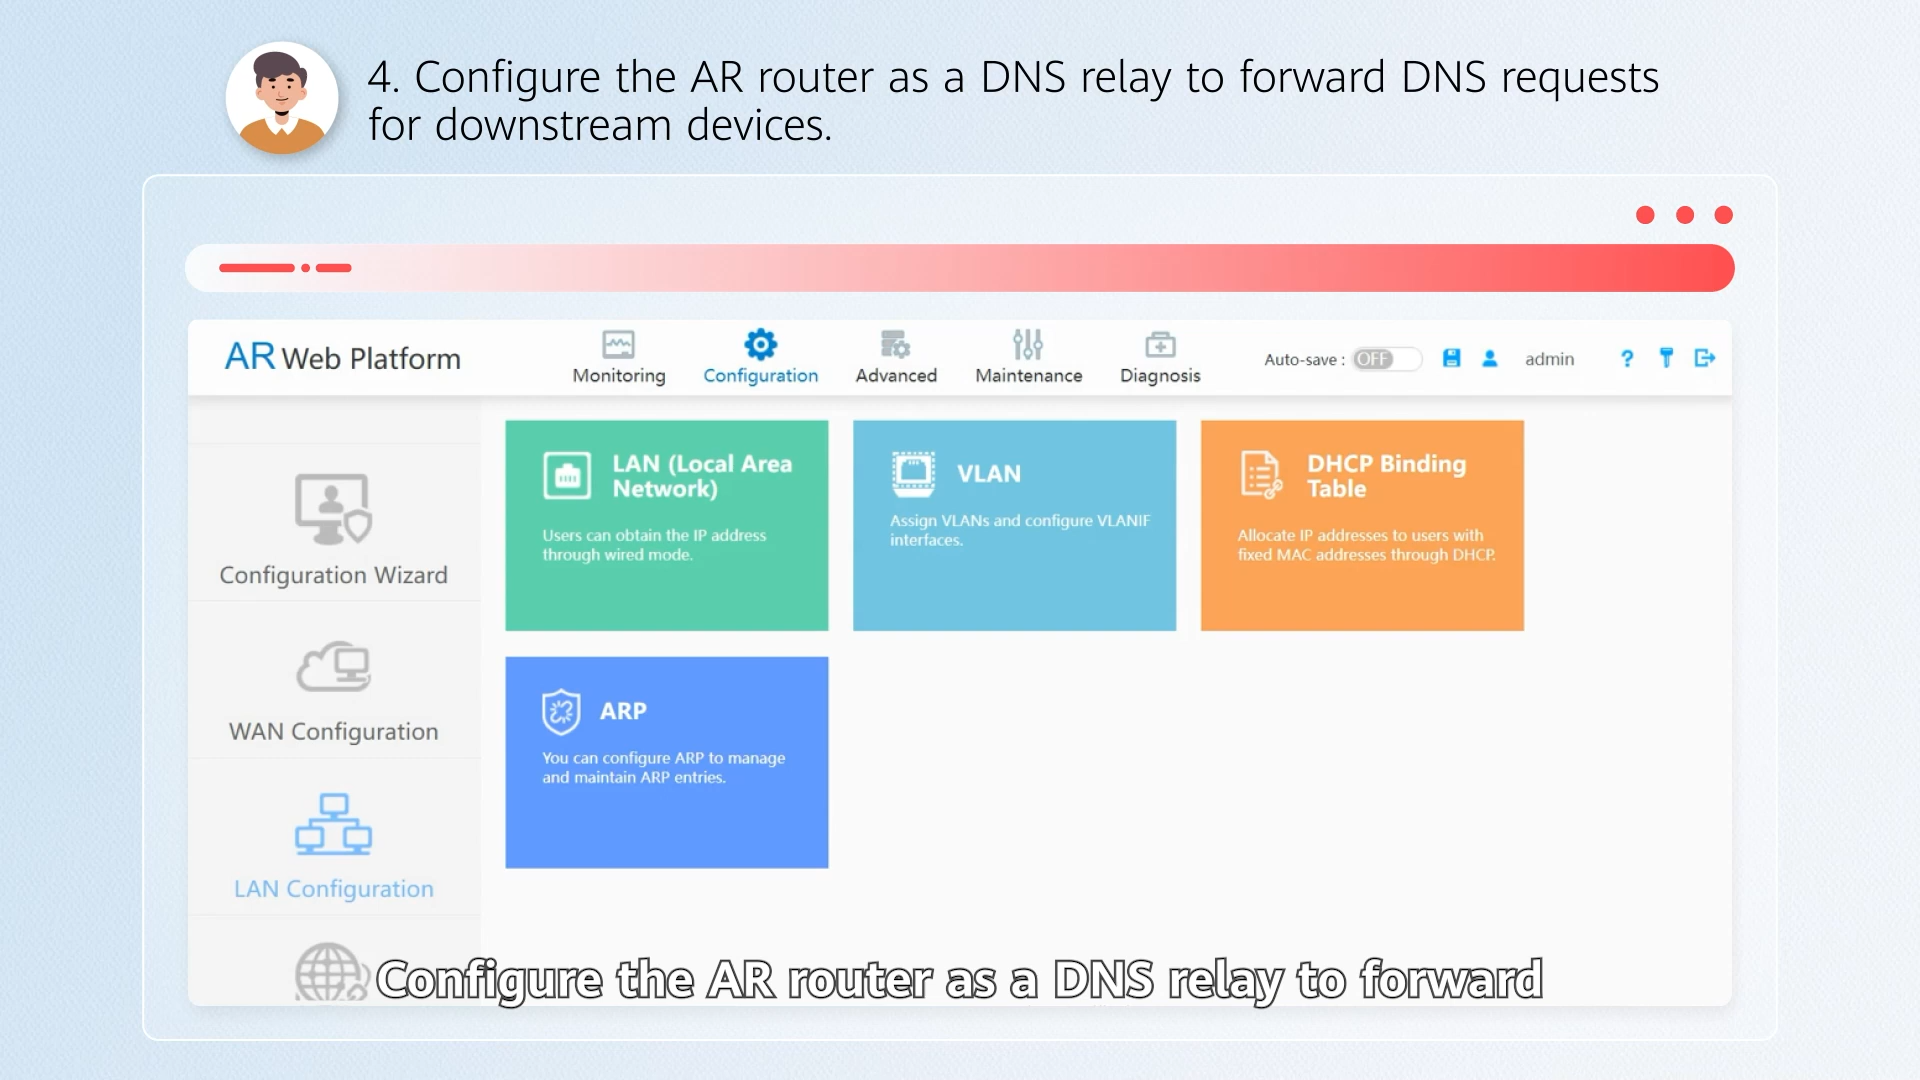 4. Configure the AR router as a DNS relay to forward DNS requests
for downstream devices.
AR Web Platform
Monitoring
Configuration
Advanced
Maintenance
Diagnosis
Auto-save :
OFF
admin
?
Configuration Wizard
WAN Configuration
LAN Configuration
LAN (Local Area
Network)
Users can obtain the IP address
through wired mode.
VLAN
Assign VLANs and configure VLANIF
interfaces.
DHCP Binding
Table
Allocate IP addresses to users with
fixed MAC addresses through DHCP.
ARP
You can configure ARP to manage
and maintain ARP entries.
Configure the AR router as a DNS relay to forward